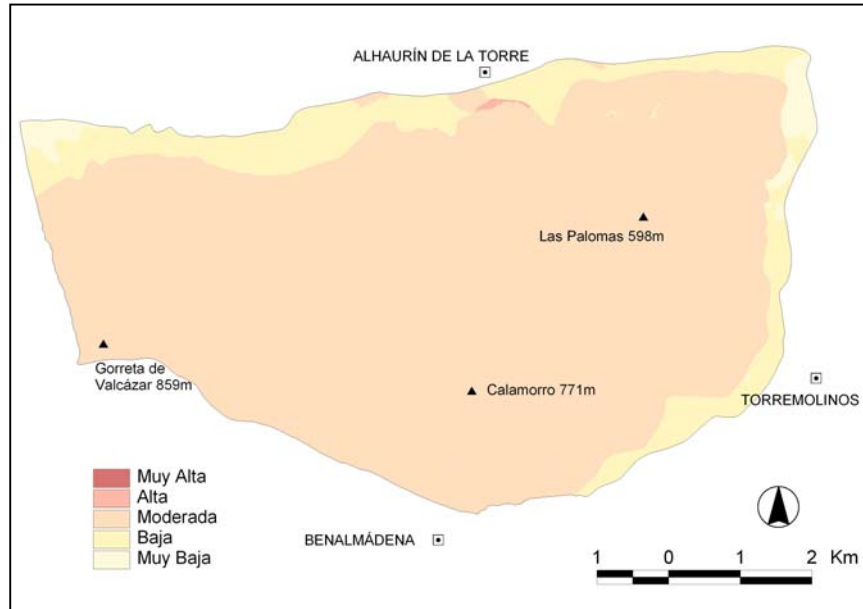 ALHAURÍN DE LA TORRE
Las Palomas 598m
Gorreta de
Valcázar 859m
Calamorro 771m
TORREMOLINOS
Muy Alta
Alta
Moderada
Baja
Muy Baja
BENALMÁDENA
1 0 1 2 Km